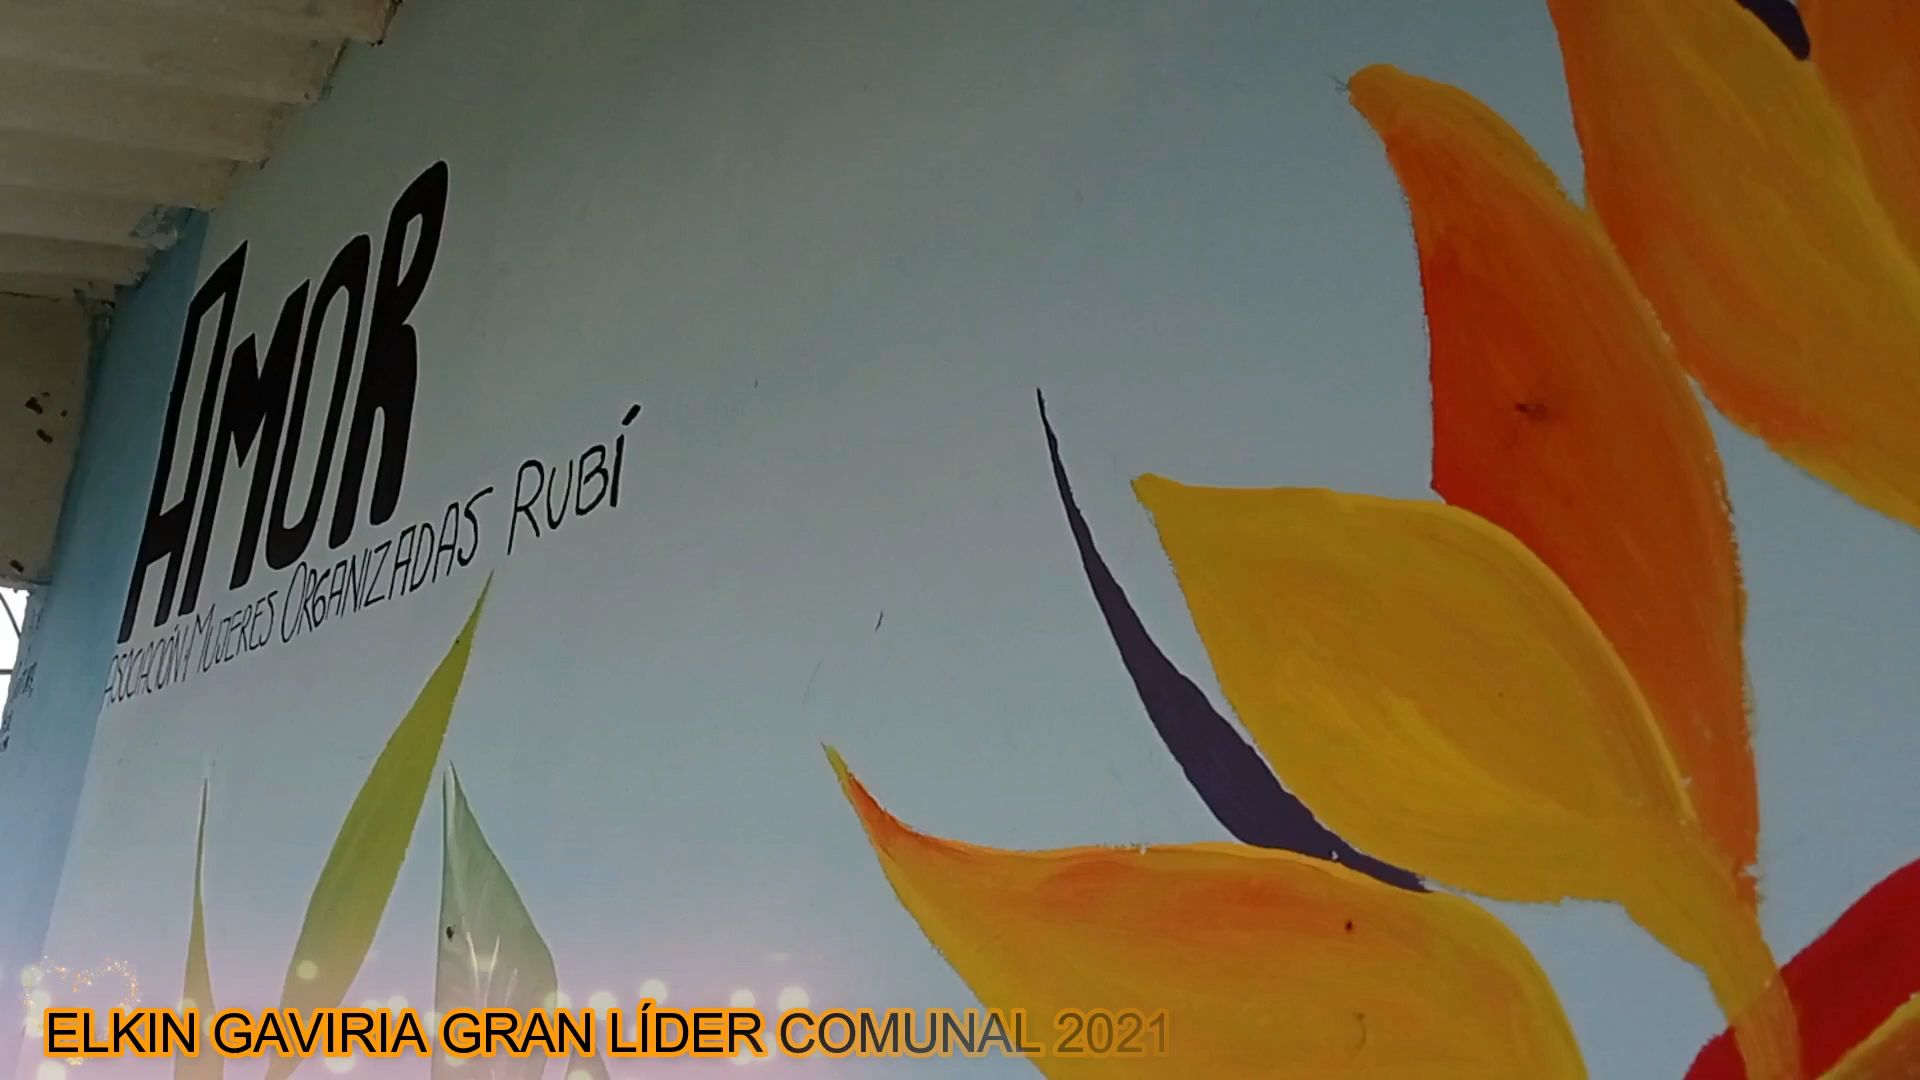 AMOR
ASOCIACIÓN MUJERES ORGANIZADAS RUBÍ
ELKIN GAVIRIA GRAN LÍDER COMUNAL 2021